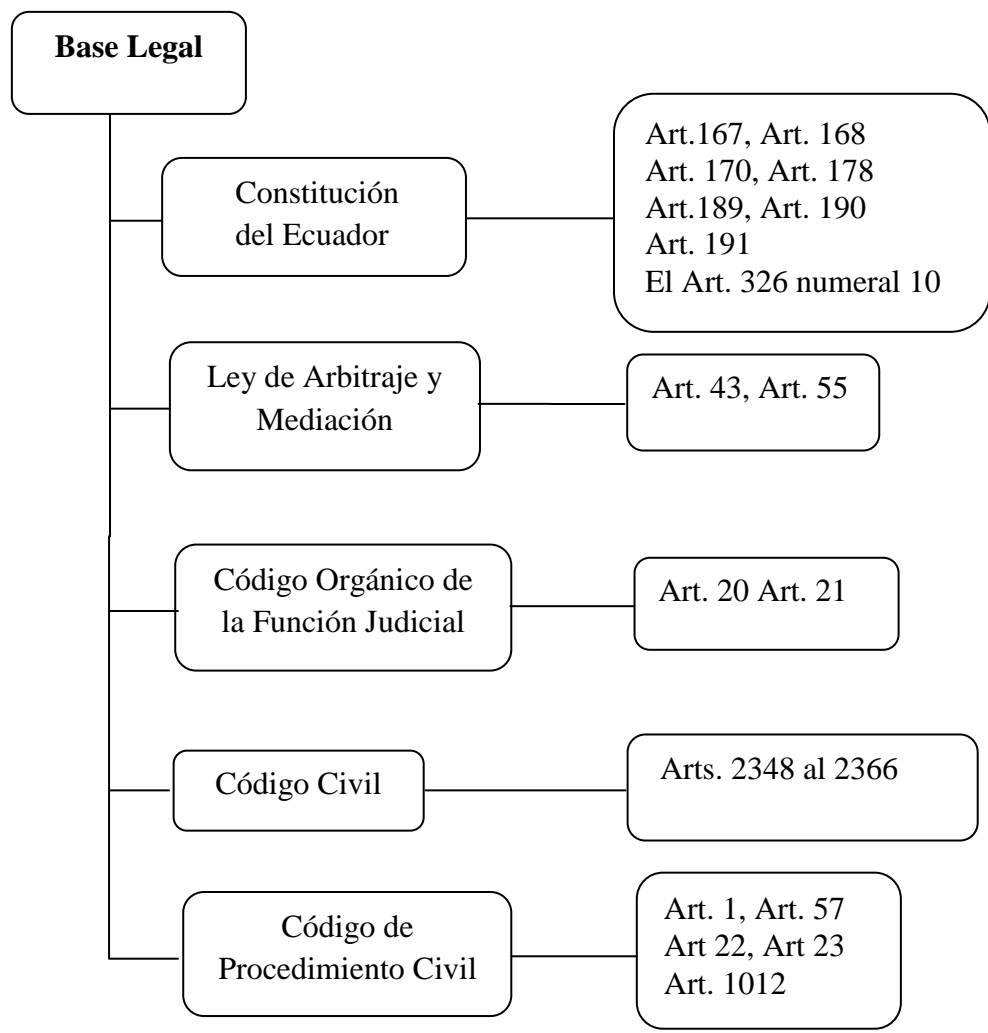 Base Legal
Constitución
del Ecuador
Art.167, Art. 168
Art. 170, Art. 178
Art.189, Art. 190
Art. 191
El Art. 326 numeral 10
Ley de Arbitraje y
Mediación
Art. 43, Art. 55
Código Orgánico de
la Función Judicial
Art. 20 Art. 21
Código Civil
Arts. 2348 al 2366
Código de
Procedimiento Civil
Art. 1, Art. 57
Art 22, Art 23
Art. 1012